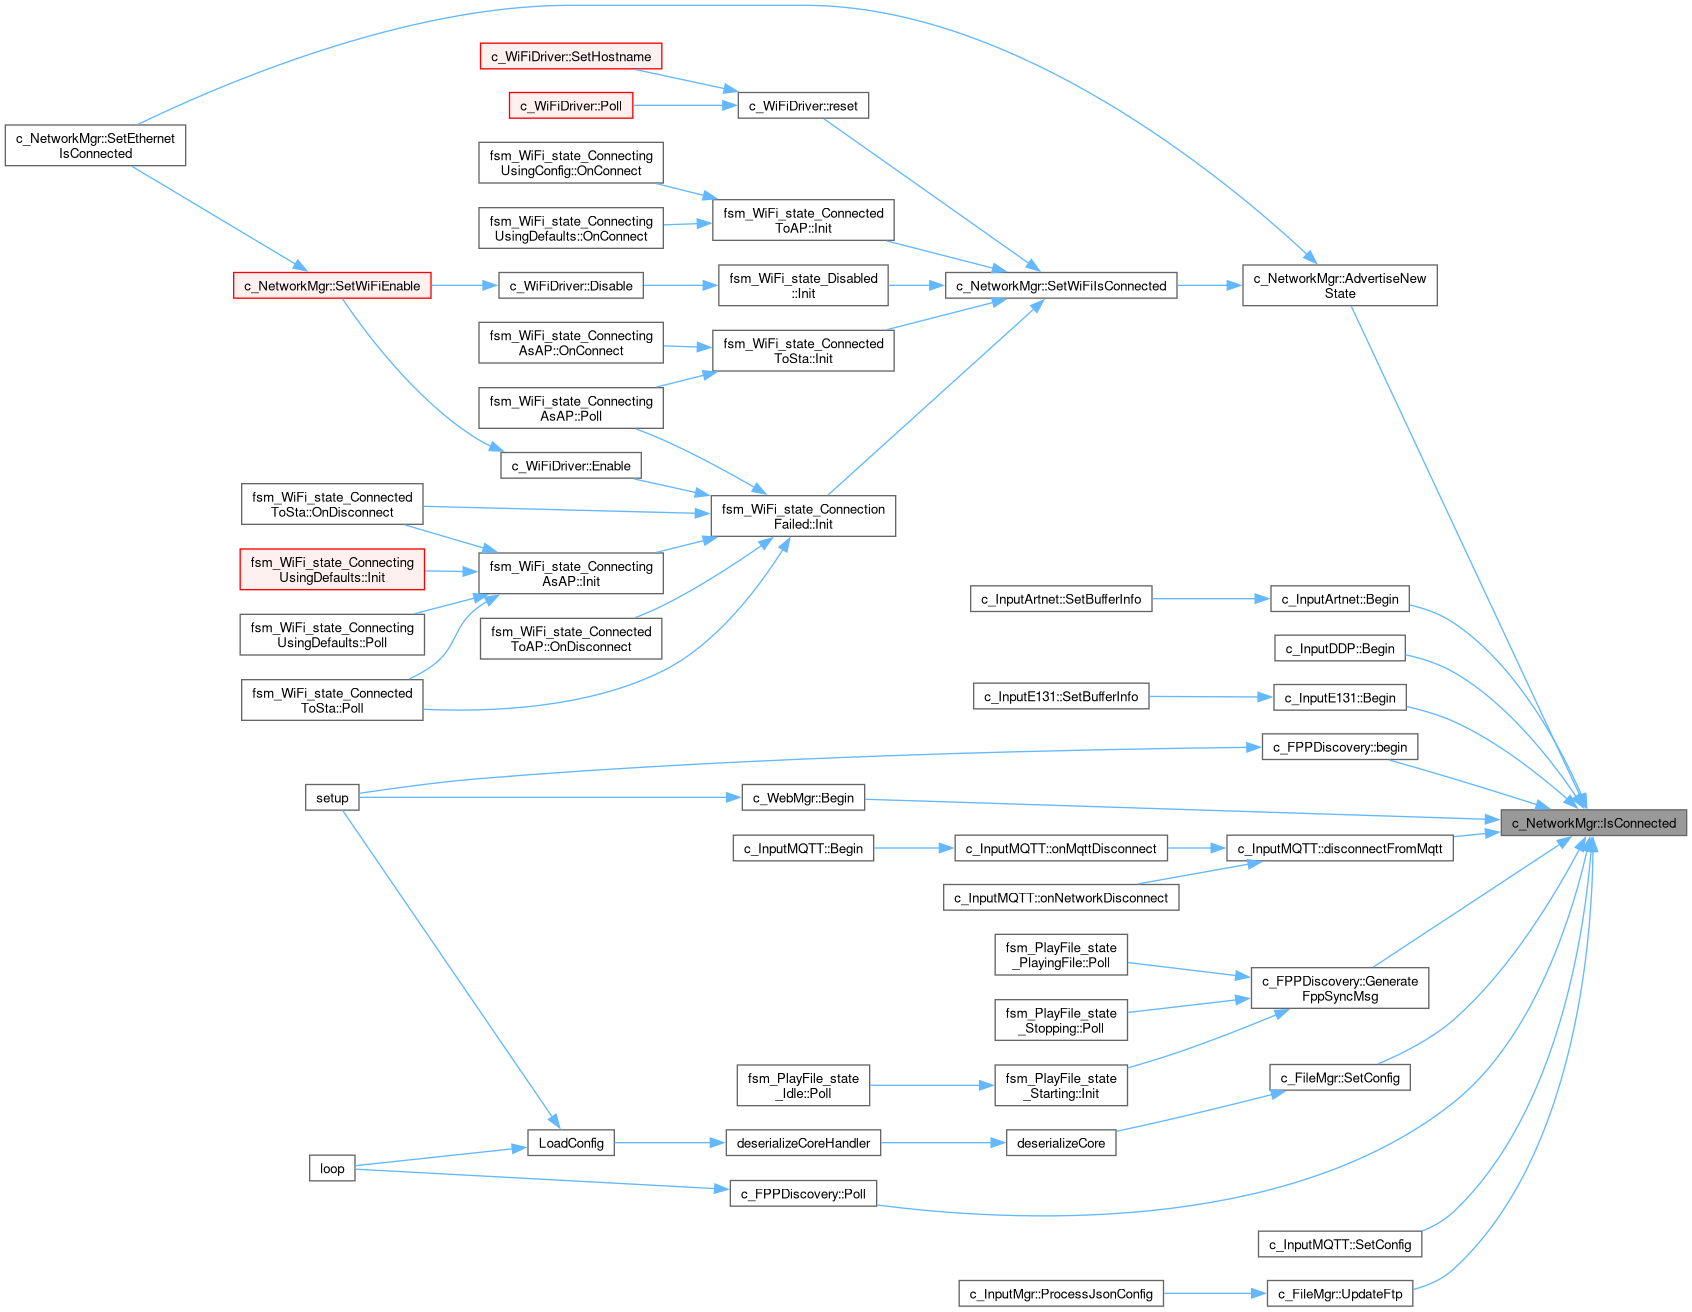 c_WiFiDriver::SetHostname
c_WiFiDriver::Poll
c_WiFiDriver::reset
c_NetworkMgr::SetEthernet
IsConnected
fsm_WiFi_state_Connecting
UsingConfig::OnConnect
fsm_WiFi_state_Connected
ToAP::Init
fsm_WiFi_state_Connecting
UsingDefaults::OnConnect
c_NetworkMgr::SetWiFiEnable
c_WiFiDriver::Disable
fsm_WiFi_state_Disabled
::Init
c_NetworkMgr::SetWiFiIsConnected
c_NetworkMgr::AdvertiseNew
State
fsm_WiFi_state_Connecting
AsAP::OnConnect
fsm_WiFi_state_Connected
ToSta::Init
fsm_WiFi_state_Connecting
AsAP::Poll
c_WiFiDriver::Enable
fsm_WiFi_state_Connected
ToSta::OnDisconnect
fsm_WiFi_state_Connection
Failed::Init
fsm_WiFi_state_Connecting
UsingDefaults::Init
fsm_WiFi_state_Connecting
AsAP::Init
fsm_WiFi_state_Connecting
UsingDefaults::Poll
fsm_WiFi_state_Connected
ToAP::OnDisconnect
fsm_WiFi_state_Connected
ToSta::Poll
c_InputArtnet::SetBufferInfo
c_InputArtnet::Begin
c_InputDDP::Begin
c_InputE131::SetBufferInfo
c_InputE131::Begin
c_FPPDiscovery::begin
setup
c_WebMgr::Begin
c_NetworkMgr::IsConnected
c_InputMQTT::Begin
c_InputMQTT::onMqttDisconnect
c_InputMQTT::disconnectFromMqtt
c_InputMQTT::onNetworkDisconnect
fsm_PlayFile_state
_PlayingFile::Poll
c_FPPDiscovery::Generate
FppSyncMsg
fsm_PlayFile_state
_Stopping::Poll
fsm_PlayFile_state
_Idle::Poll
fsm_PlayFile_state
_Starting::Init
c_FileMgr::SetConfig
LoadConfig
deserializeCoreHandler
deserializeCore
loop
c_FPPDiscovery::Poll
c_InputMQTT::SetConfig
c_InputMgr::ProcessJsonConfig
c_FileMgr::UpdateFtp